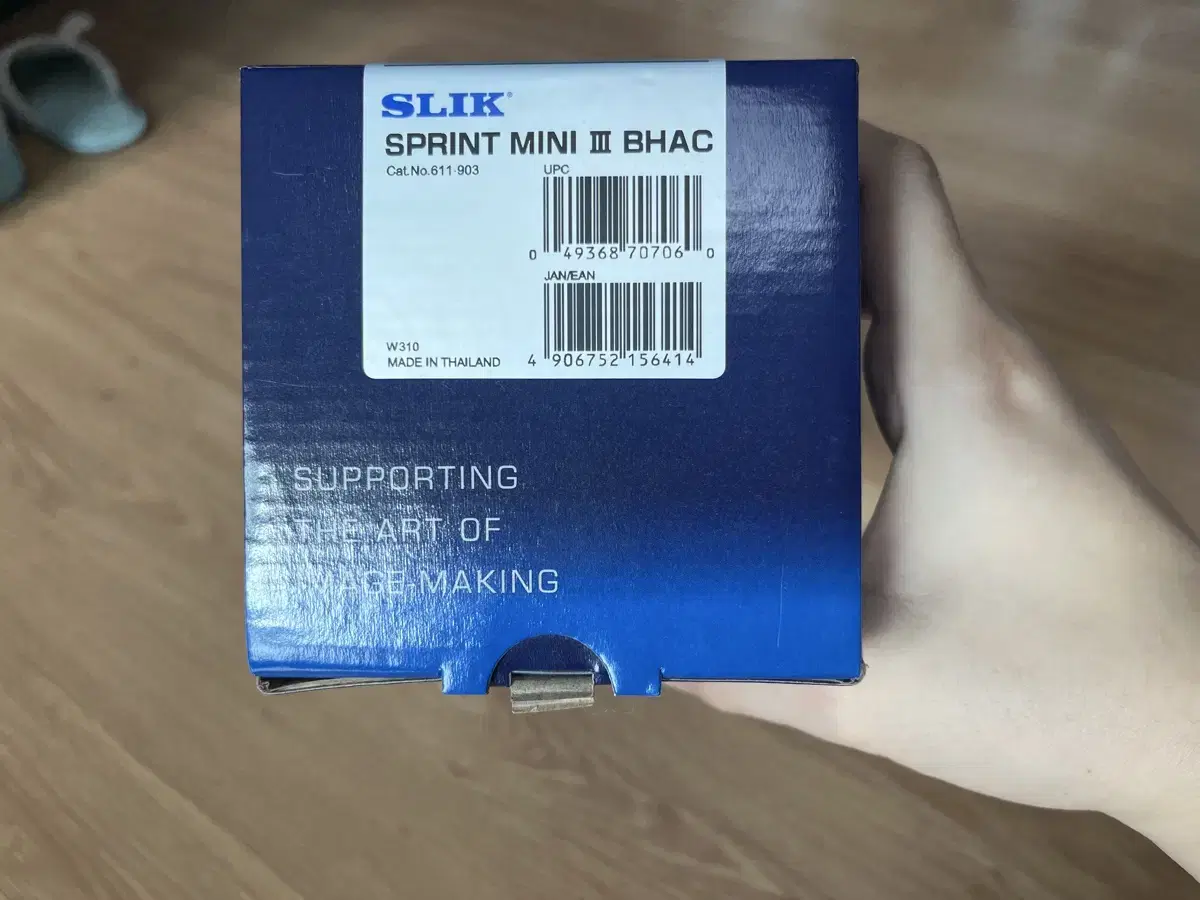 SLIK®
SPRINT MINI III BHAC
Cat.No.611-903
UPC
0 49368 70706 0
JAN/EAN
4 906752 156414
W310
MADE IN THAILAND
SUPPORTING
THE ART OF
IMAGE-MAKING